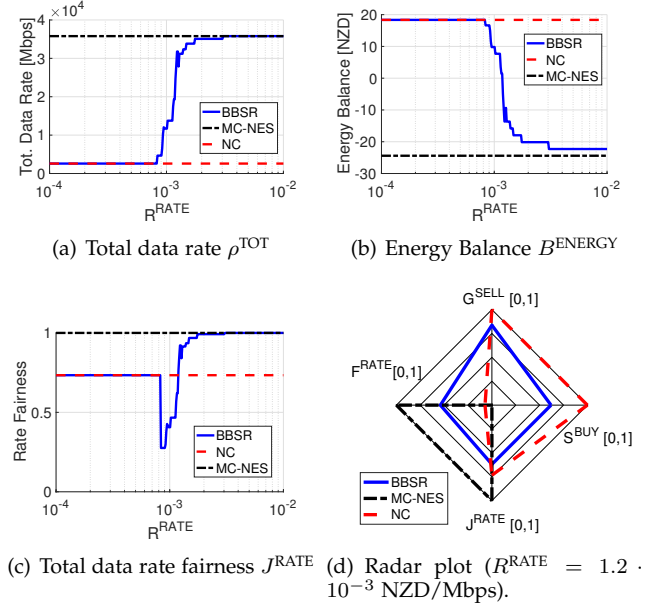 ×10⁴
4
3
2
1
0
Tot. Data Rate [Mbps]
BBSR
MC-NES
NC
10⁻⁴ 10⁻³ 10⁻²
R^RATE
(a) Total data rate ρ^TOT
20
10
0
-10
-20
-30
Energy Balance [NZD]
BBSR
NC
MC-NES
10⁻⁴ 10⁻³ 10⁻²
R^RATE
(b) Energy Balance B^ENERGY
1
0.5
0
Rate Fairness
BBSR
NC
MC-NES
10⁻⁴ 10⁻³ 10⁻²
R^RATE
(c) Total data rate fairness J^RATE
G^SELL [0,1]
F^RATE [0,1]
S^BUY [0,1]
J^RATE [0,1]
BBSR
MC-NES
NC
(d) Radar plot (R^RATE = 1.2 ·
10⁻³ NZD/Mbps).